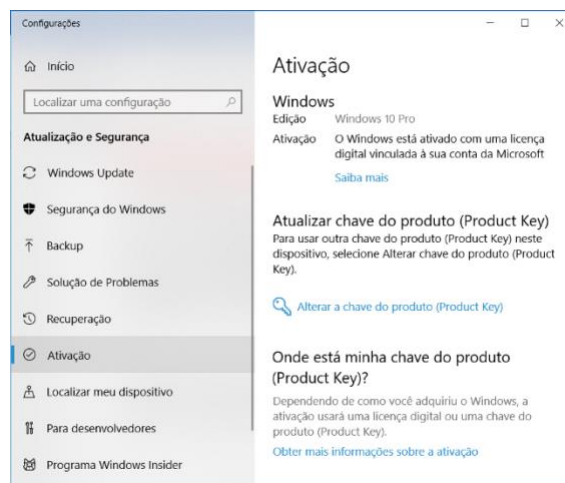 Configurações
Início
Localizar uma configuração
Atualização e Segurança
Windows Update
Segurança do Windows
Backup
Solução de Problemas
Recuperação
Ativação
Localizar meu dispositivo
Para desenvolvedores
Programa Windows Insider
Ativação
Windows
Edição Windows 10 Pro
Ativação O Windows está ativado com uma licença
digital vinculada à sua conta da Microsoft
Saiba mais
Atualizar chave do produto (Product Key)
Para usar outra chave do produto (Product Key) neste
dispositivo, selecione Alterar chave do produto (Product
Key).
Alterar a chave do produto (Product Key)
Onde está minha chave do produto
(Product Key)?
Dependendo de como você adquiriu o Windows, a
ativação usará uma licença digital ou uma chave do
produto (Product Key).
Obter mais informações sobre a ativação